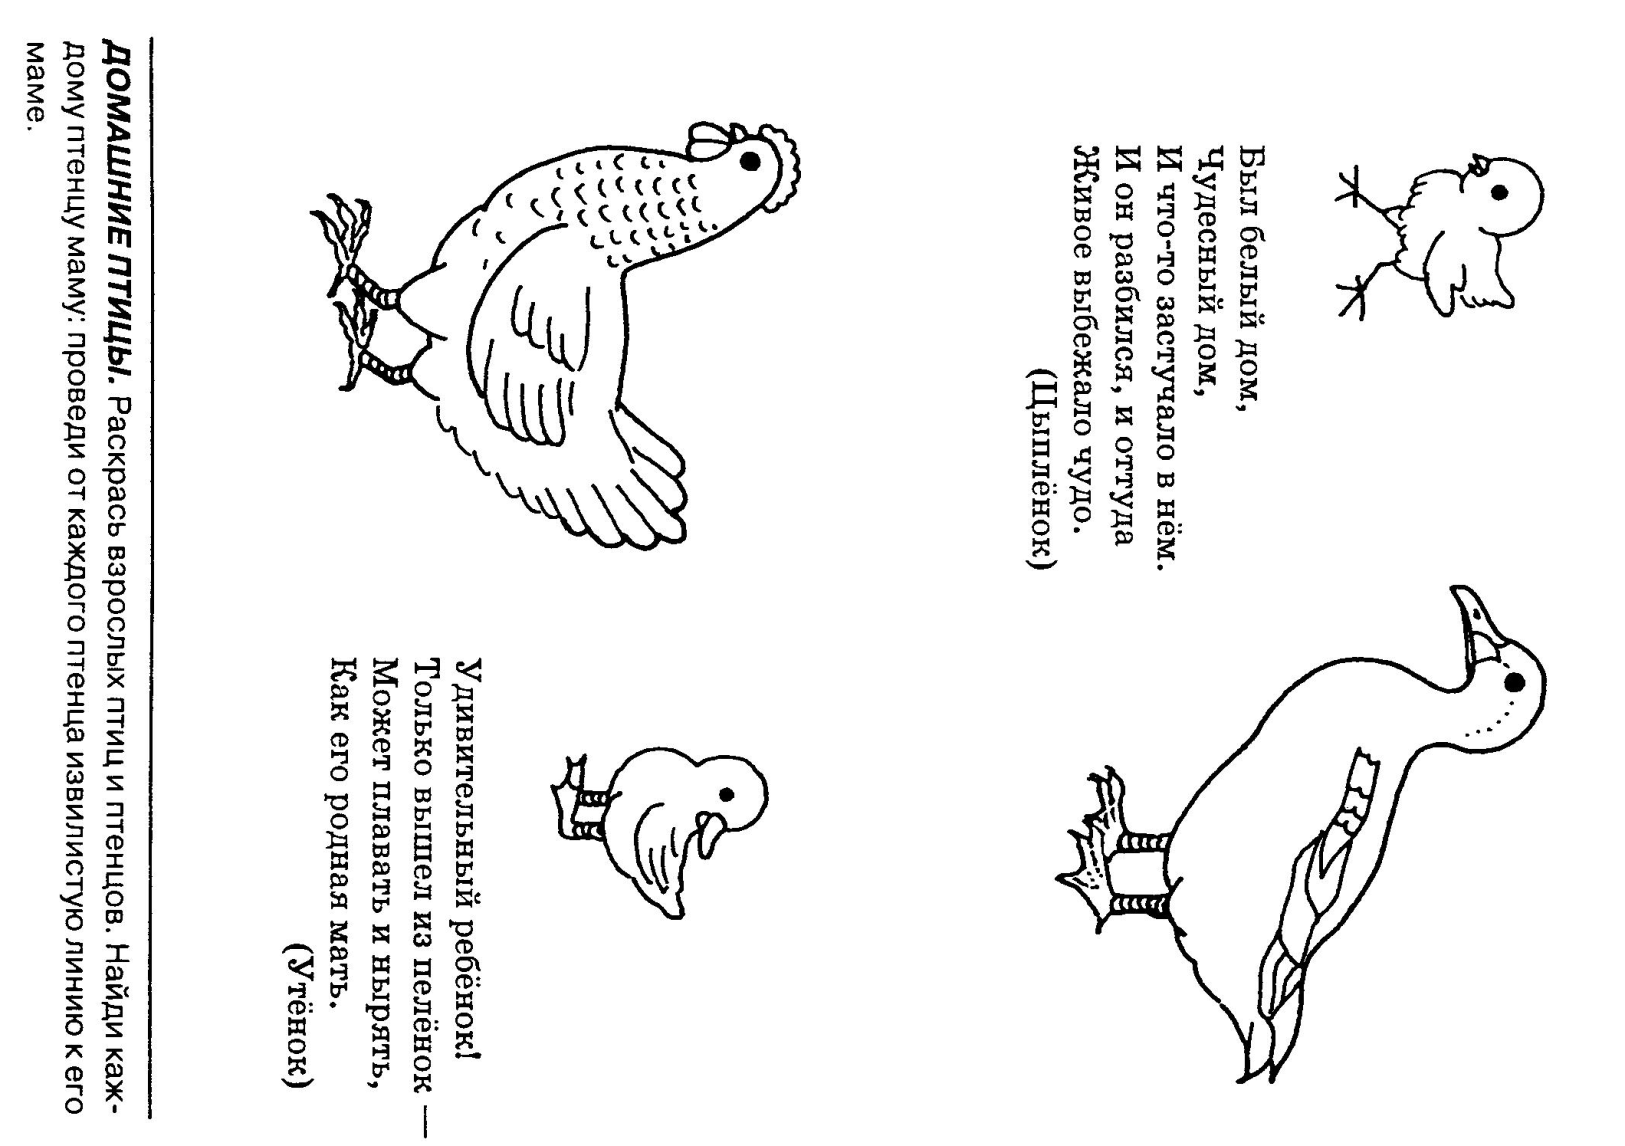 Был белый дом,
Чудесный дом,
И что-то застучало в нём.
И он разбился, и оттуда
Живое выбежало чудо.
(Цыплёнок)
Удивительный ребёнок!
Только вышел из пелёнок —
Может плавать и нырять,
Как его родная мать.
(Утёнок)
ДОМАШНИЕ ПТИЦЫ. Раскрась взрослых птиц и птенцов. Найди каж-
дому птенцу маму: проведи от каждого птенца извилистую линию к его
маме.